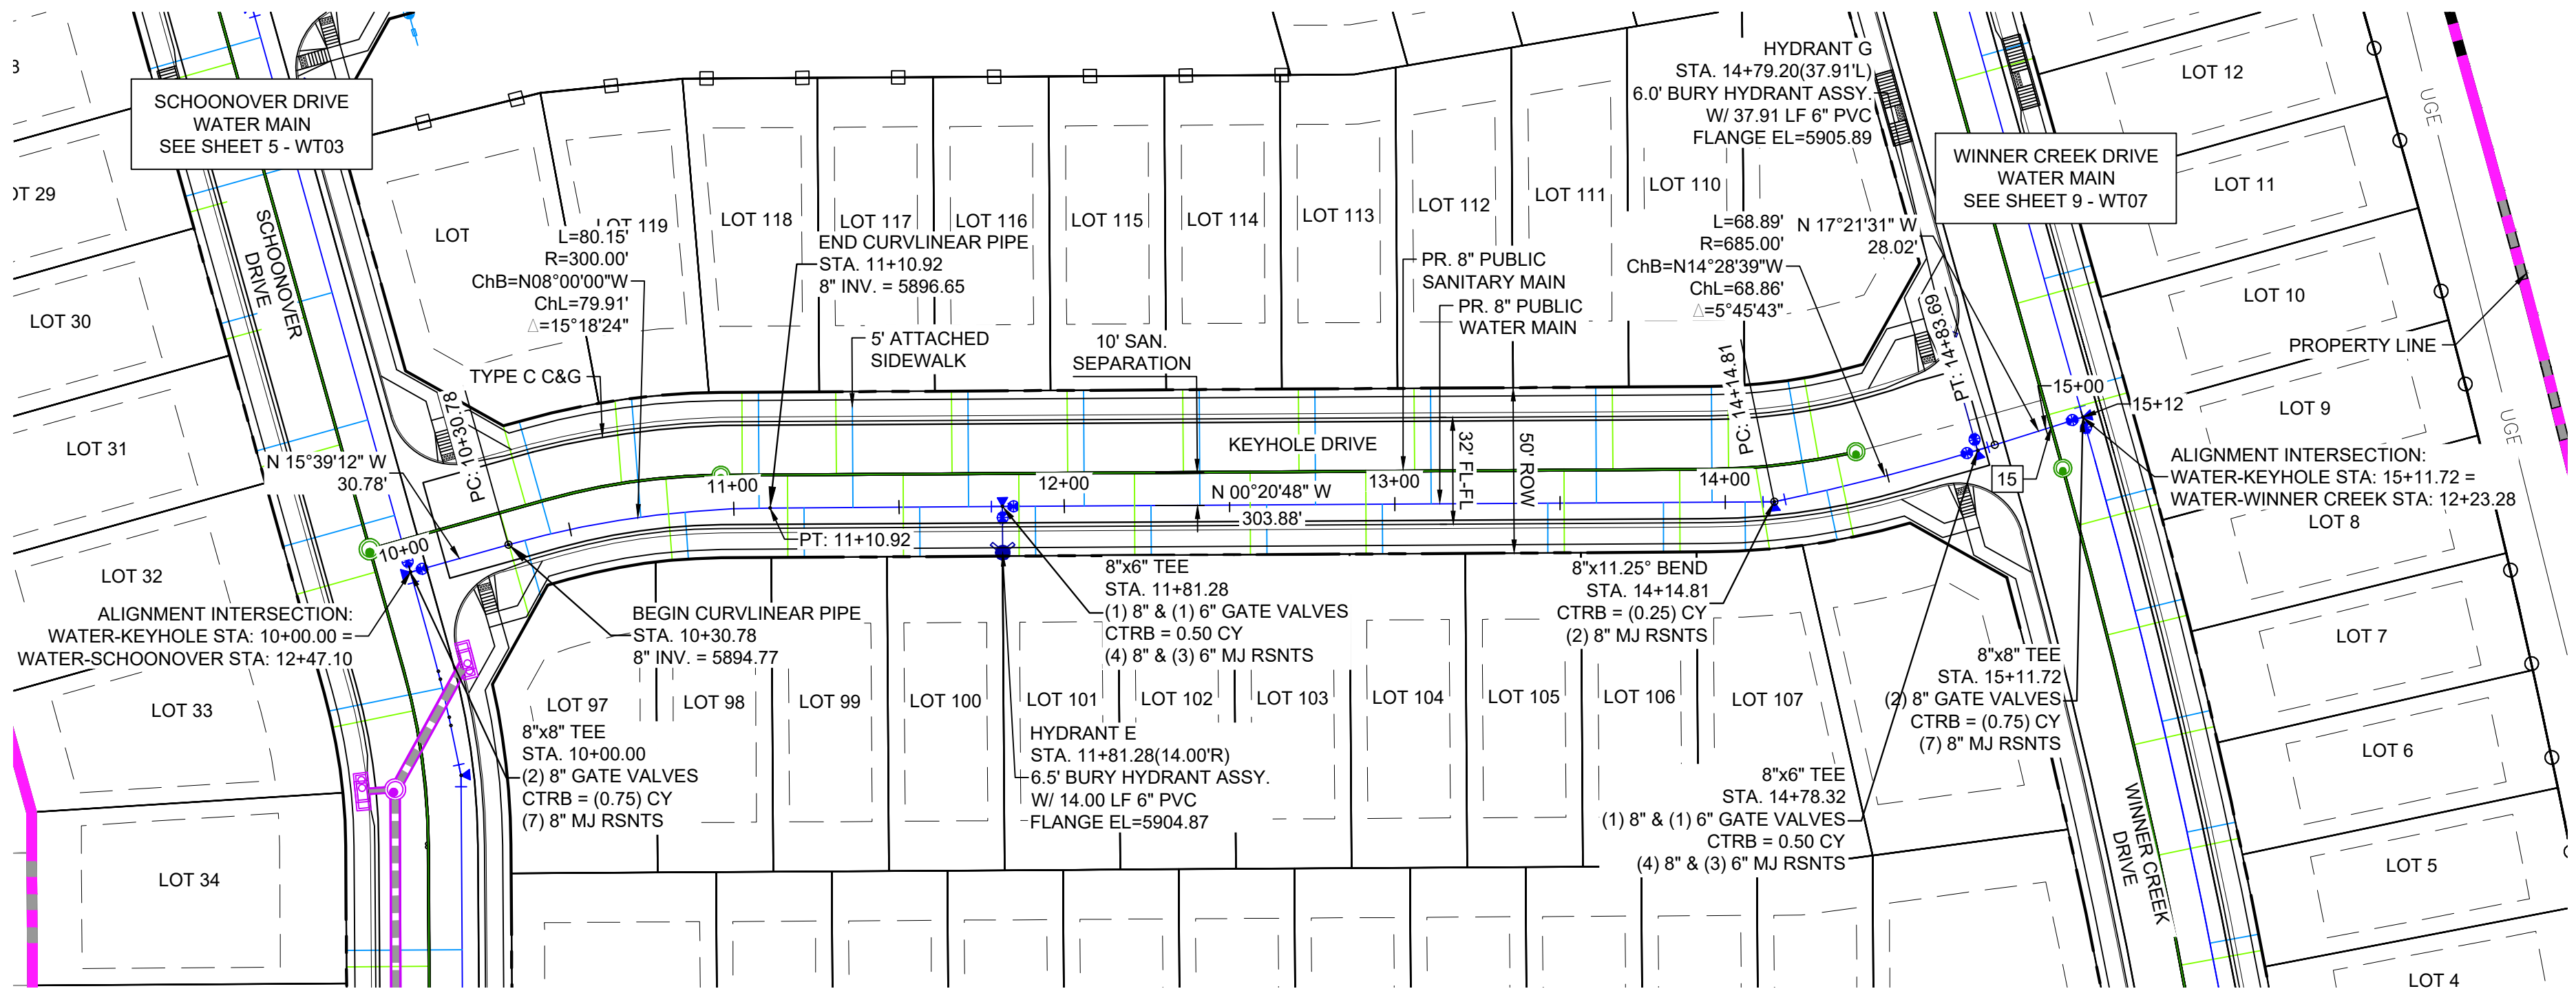 SCHOONOVER DRIVE
WATER MAIN
SEE SHEET 5 - WT03
SCHOONOVER
DRIVE
OT 29
LOT 30
LOT 31
LOT 32
LOT 33
LOT 34
N 15°39'12" W
30.78'
PC: 10+30.78
10+00
ALIGNMENT INTERSECTION:
WATER-KEYHOLE STA: 10+00.00 =
WATER-SCHOONOVER STA: 12+47.10
LOT
LOT 119
LOT 118
LOT 117
LOT 116
LOT 115
LOT 114
LOT 113
LOT 112
LOT 111
LOT 110
L=80.15'
R=300.00'
ChB=N08°00'00"W
ChL=79.91'
△=15°18'24"
TYPE C C&G
END CURVLINEAR PIPE
STA. 11+10.92
8" INV. = 5896.65
5' ATTACHED
SIDEWALK
10' SAN.
SEPARATION
PR. 8" PUBLIC
SANITARY MAIN
PR. 8" PUBLIC
WATER MAIN
KEYHOLE DRIVE
32' FL-FL
50' ROW
11+00
12+00
13+00
14+00
N 00°20'48" W
303.88'
PT: 11+10.92
HYDRANT G
STA. 14+79.20(37.91'L)
6.0' BURY HYDRANT ASSY.
W/ 37.91 LF 6" PVC
FLANGE EL=5905.89
L=68.89'
R=685.00'
ChB=N14°28'39"W
ChL=68.86'
△=5°45'43"
N 17°21'31" W
28.02'
PC: 14+14.81
PT: 14+83.69
WINNER CREEK DRIVE
WATER MAIN
SEE SHEET 9 - WT07
15+00
15+12
15
LOT 12
LOT 11
LOT 10
LOT 9
LOT 8
LOT 7
LOT 6
LOT 5
LOT 4
UGE
UGE
PROPERTY LINE
ALIGNMENT INTERSECTION:
WATER-KEYHOLE STA: 15+11.72 =
WATER-WINNER CREEK STA: 12+23.28
BEGIN CURVLINEAR PIPE
STA. 10+30.78
8" INV. = 5894.77
8"x6" TEE
STA. 11+81.28
(1) 8" & (1) 6" GATE VALVES
CTRB = 0.50 CY
(4) 8" & (3) 6" MJ RSNTS
8"x11.25° BEND
STA. 14+14.81
CTRB = (0.25) CY
(2) 8" MJ RSNTS
LOT 97
LOT 98
LOT 99
LOT 100
LOT 101
LOT 102
LOT 103
LOT 104
LOT 105
LOT 106
LOT 107
8"x8" TEE
STA. 10+00.00
(2) 8" GATE VALVES
CTRB = (0.75) CY
(7) 8" MJ RSNTS
HYDRANT E
STA. 11+81.28(14.00'R)
6.5' BURY HYDRANT ASSY.
W/ 14.00 LF 6" PVC
FLANGE EL=5904.87
8"x8" TEE
STA. 15+11.72
(2) 8" GATE VALVES
CTRB = (0.75) CY
(7) 8" MJ RSNTS
8"x6" TEE
STA. 14+78.32
(1) 8" & (1) 6" GATE VALVES
CTRB = 0.50 CY
(4) 8" & (3) 6" MJ RSNTS
WINNER CREEK
DRIVE